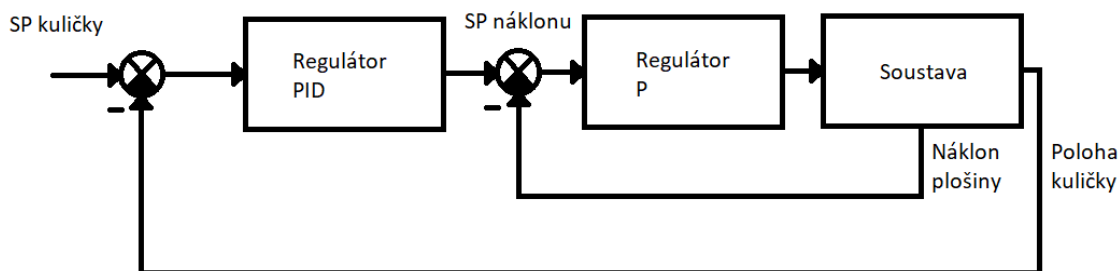 SP kuličky
SP náklonu
Regulátor
PID
Regulátor
P
Soustava
Náklon
plošiny
Poloha
kuličky